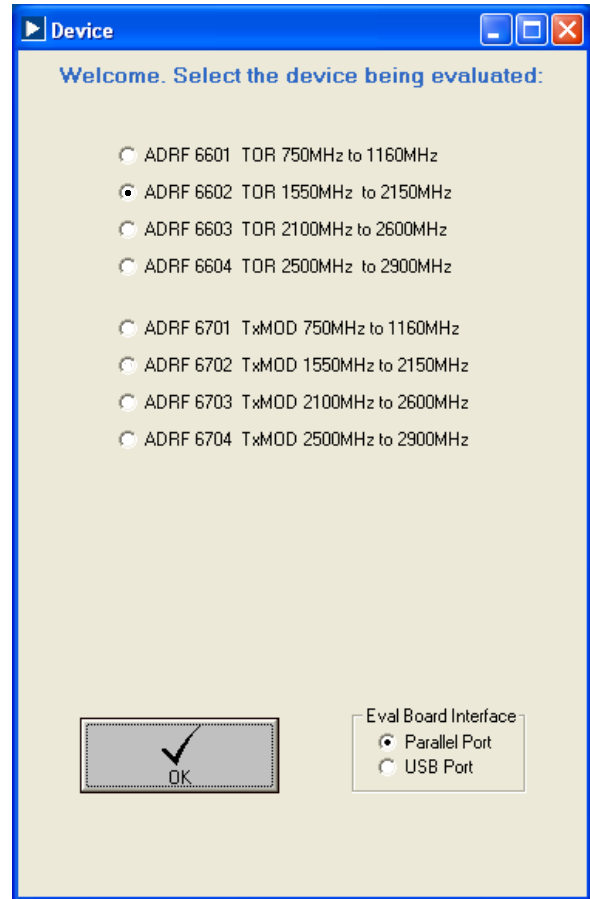 Device
Welcome. Select the device being evaluated:
ADRF 6601 TOR 750MHz to 1160MHz
ADRF 6602 TOR 1550MHz to 2150MHz
ADRF 6603 TOR 2100MHz to 2600MHz
ADRF 6604 TOR 2500MHz to 2900MHz
ADRF 6701 TxMOD 750MHz to 1160MHz
ADRF 6702 TxMOD 1550MHz to 2150MHz
ADRF 6703 TxMOD 2100MHz to 2600MHz
ADRF 6704 TxMOD 2500MHz to 2900MHz
Eval Board Interface
Parallel Port
USB Port
OK